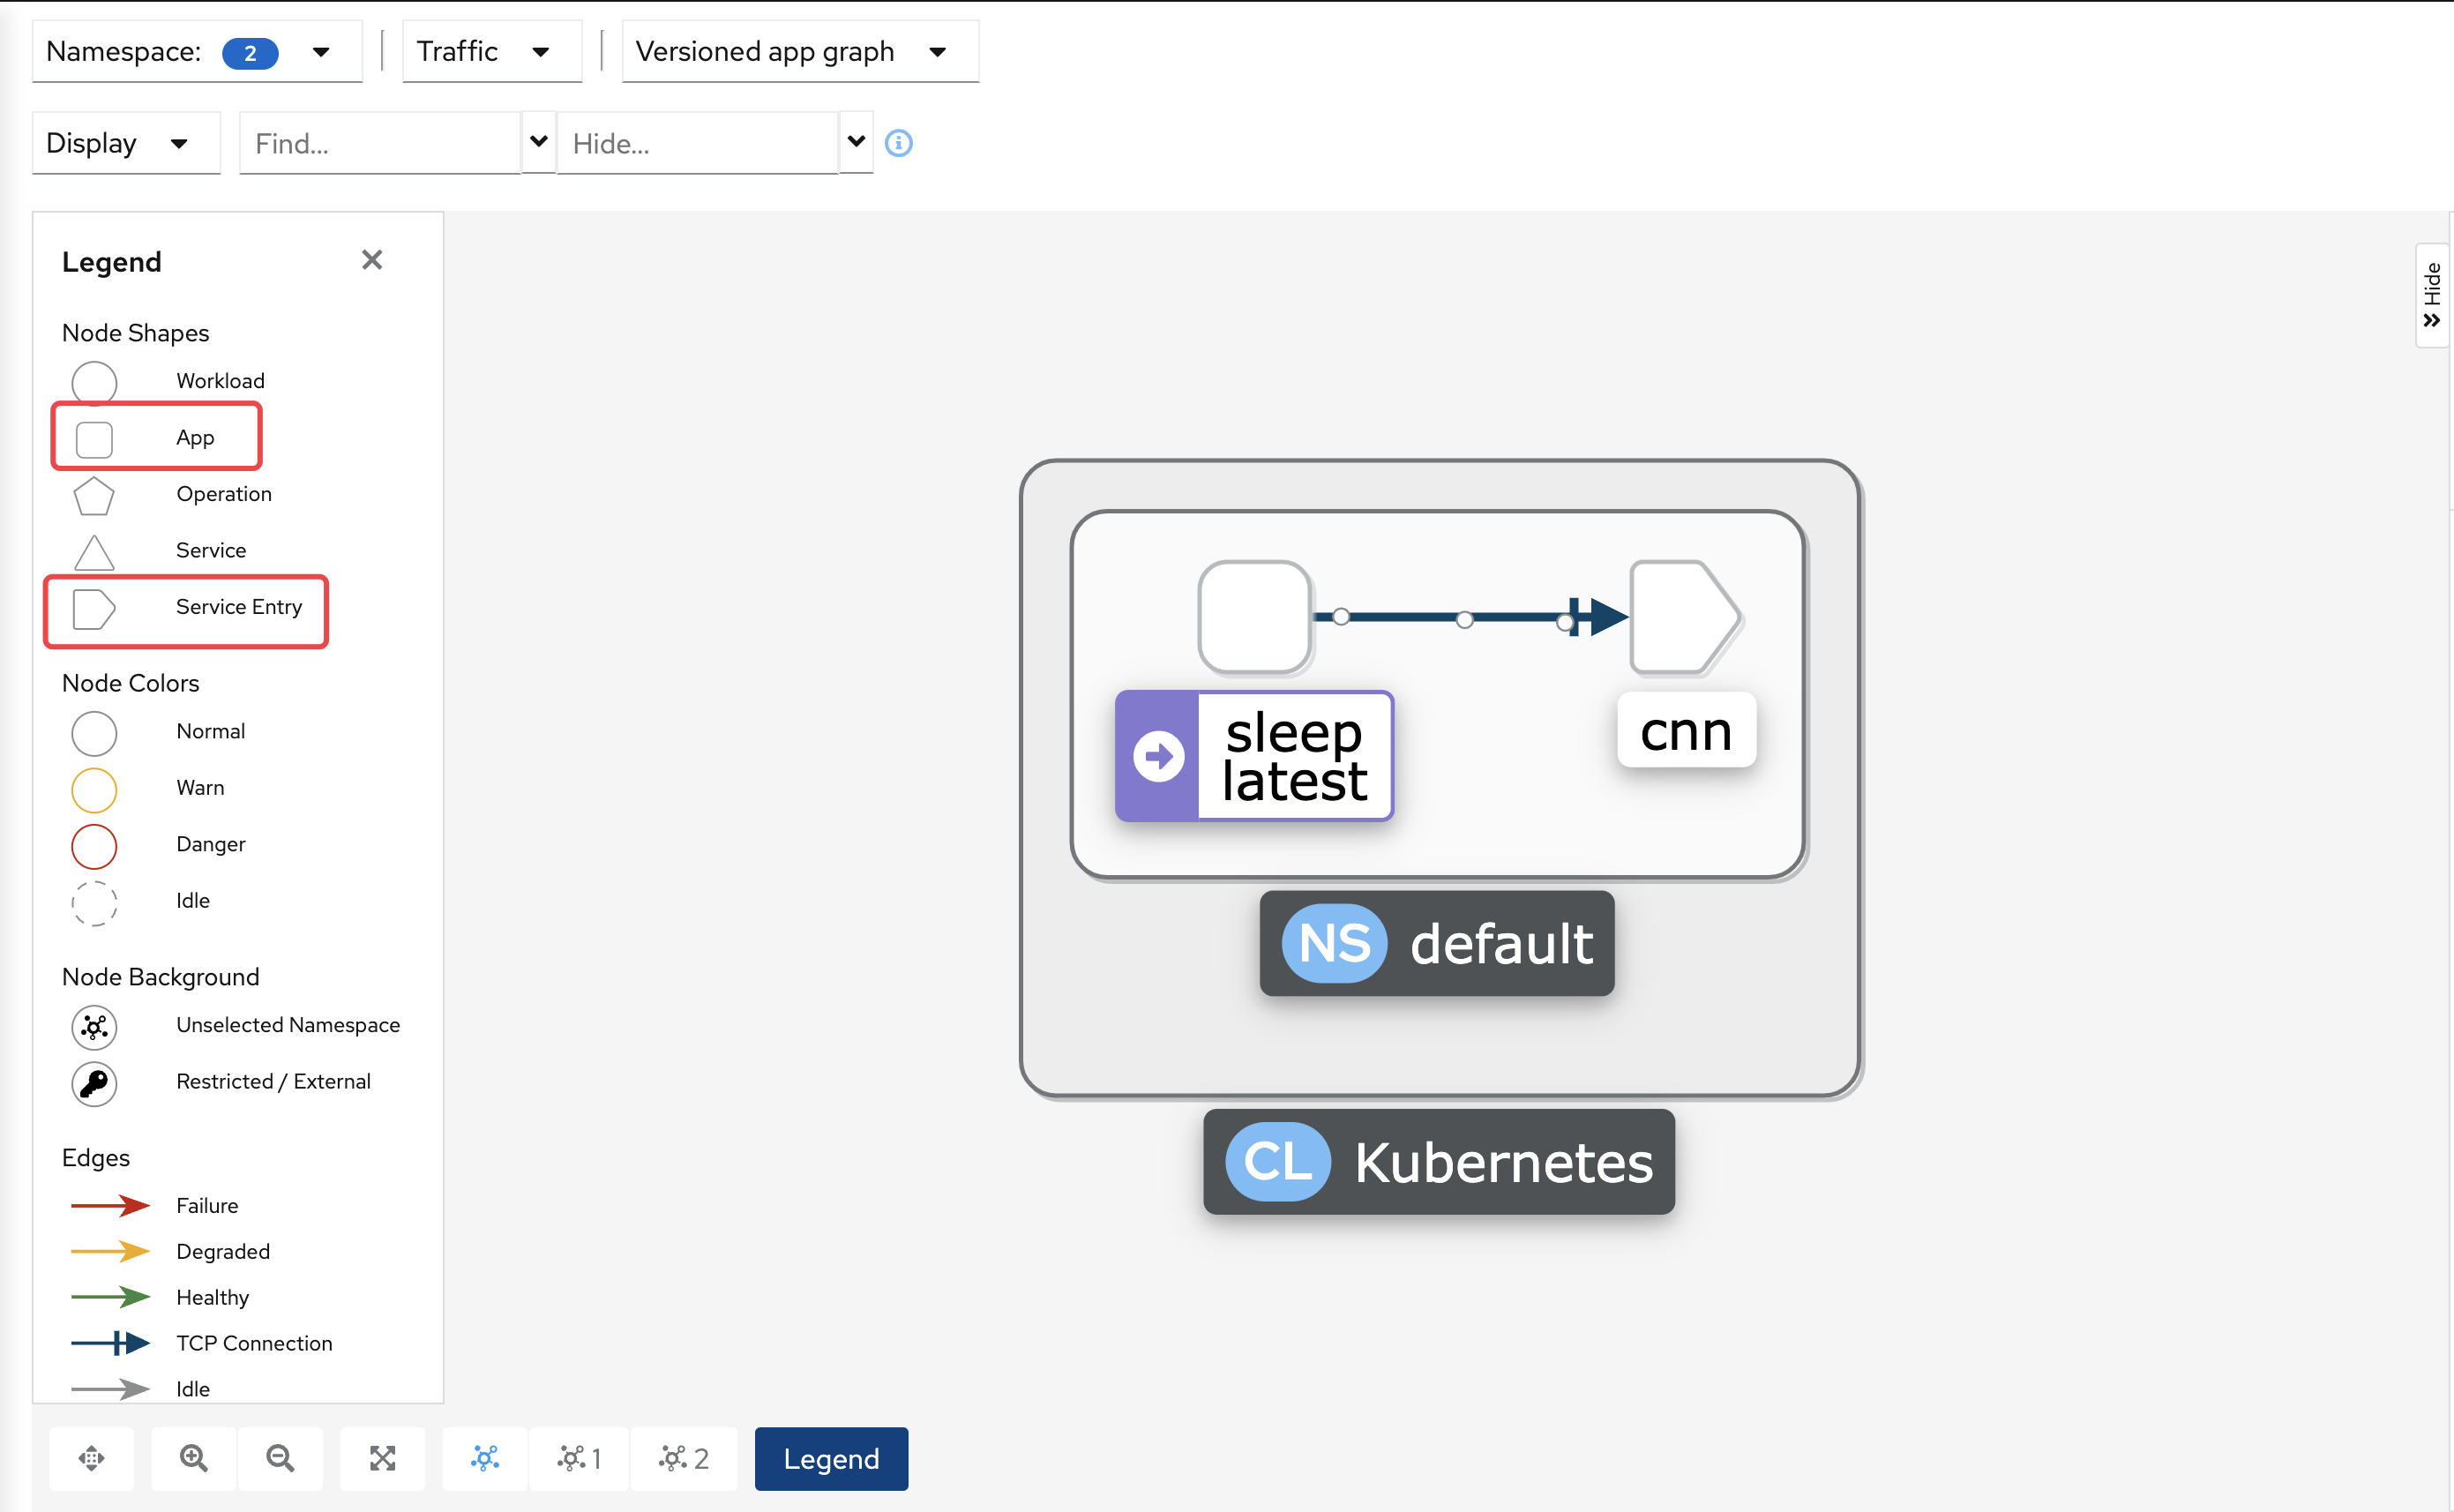 Namespace: 2
Traffic
Versioned app graph
Display
Find...
Hide...
Legend
Node Shapes
Workload
App
Operation
Service
Service Entry
Node Colors
Normal
Warn
Danger
Idle
Node Background
Unselected Namespace
Restricted / External
Edges
Failure
Degraded
Healthy
TCP Connection
Idle
sleep
latest
cnn
NS default
CL Kubernetes
Hide
1
2
Legend